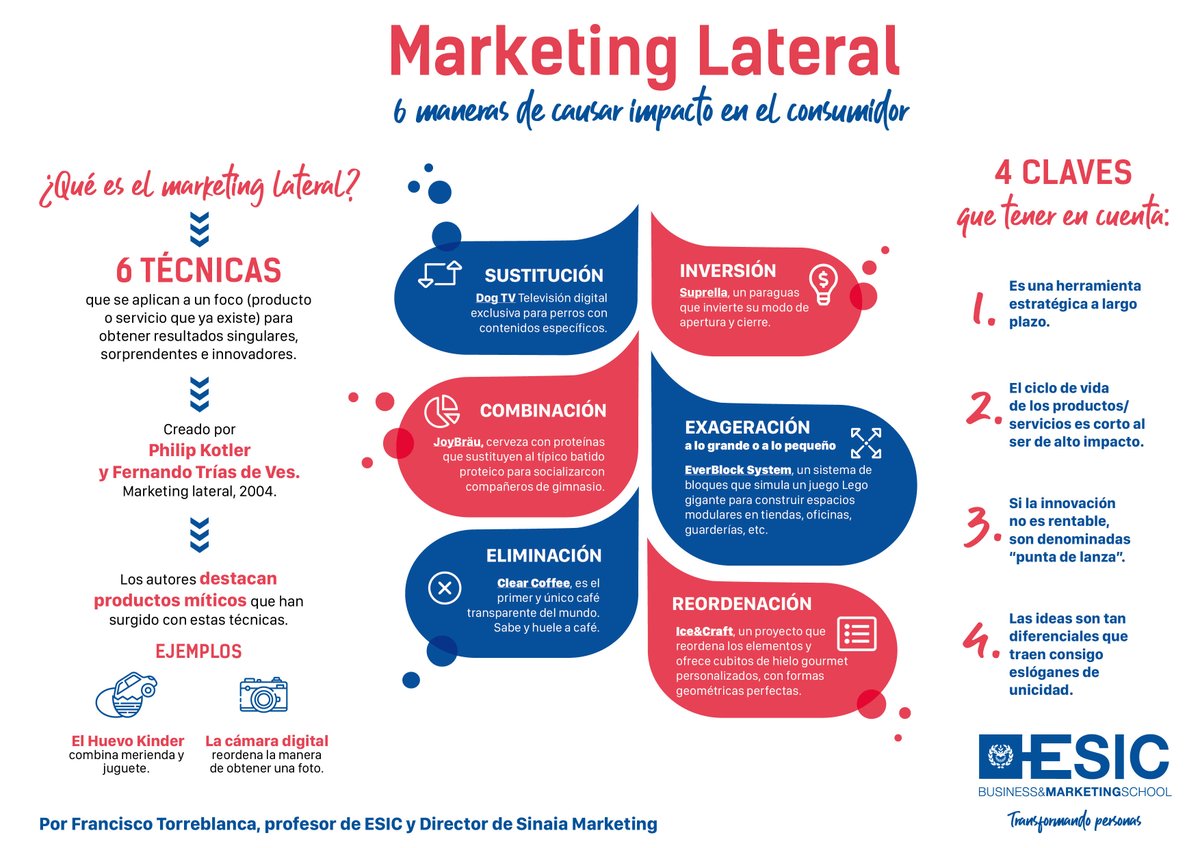 Marketing Lateral
6 maneras de causar impacto en el consumidor
¿Qué es el marketing lateral?
6 TÉCNICAS
que se aplican a un foco (producto
o servicio que ya existe) para
obtener resultados singulares,
sorprendentes e innovadores.
Creado por
Philip Kotler
y Fernando Trías de Ves.
Marketing lateral, 2004.
Los autores destacan
productos míticos que han
surgido con estas técnicas.
EJEMPLOS
El Huevo Kinder
combina merienda y
juguete.
La cámara digital
reordena la manera
de obtener una foto.
SUSTITUCIÓN
Dog TV Televisión digital
exclusiva para perros con
contenidos específicos.
INVERSIÓN
Suprella, un paraguas
que invierte su modo de
apertura y cierre.
COMBINACIÓN
JoyBräu, cerveza con proteínas
que sustituyen al típico batido
proteico para socializarcon
compañeros de gimnasio.
EXAGERACIÓN
a lo grande o a lo pequeño
EverBlock System, un sistema de
bloques que simula un juego Lego
gigante para construir espacios
modulares en tiendas, oficinas,
guarderías, etc.
ELIMINACIÓN
Clear Coffee, es el
primer y único café
transparente del mundo.
Sabe y huele a café.
REORDENACIÓN
Ice&Craft, un proyecto que
reordena los elementos y
ofrece cubitos de hielo gourmet
personalizados, con formas
geométricas perfectas.
4 CLAVES
que tener en cuenta:
1. Es una herramienta
estratégica a largo
plazo.
2. El ciclo de vida
de los productos/
servicios es corto al
ser de alto impacto.
3. Si la innovación
no es rentable,
son denominadas
“punta de lanza”.
4. Las ideas son tan
diferenciales que
traen consigo
eslóganes de
unicidad.
ESIC
BUSINESS&MARKETINGSCHOOL
Transformando personas
Por Francisco Torreblanca, profesor de ESIC y Director de Sinaia Marketing